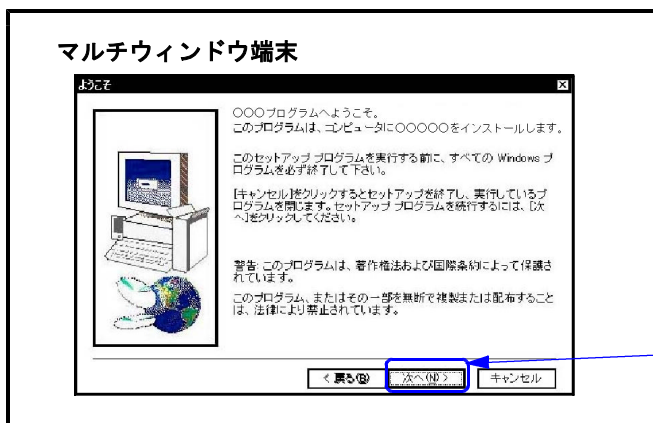 マルチウィンドウ端末
ようこそ
○○○プログラムへようこそ。
このプログラムは、コンピュータに○○○○○をインストールします。
このセットアップ プログラムを実行する前に、すべての Windows プ
ログラムを必ず終了して下さい。
[キャンセル]をクリックするとセットアップを終了し、実行しているプ
ログラムを閉じます。セットアップ プログラムを続行するには、[次
へ]をクリックしてください。
警告: このプログラムは、著作権法および国際条約によって保護さ
れています。
このプログラム、またはその一部を無断で複製または配布すること
は、法律により禁止されています。
< 戻る(B)
次へ(N) >
キャンセル